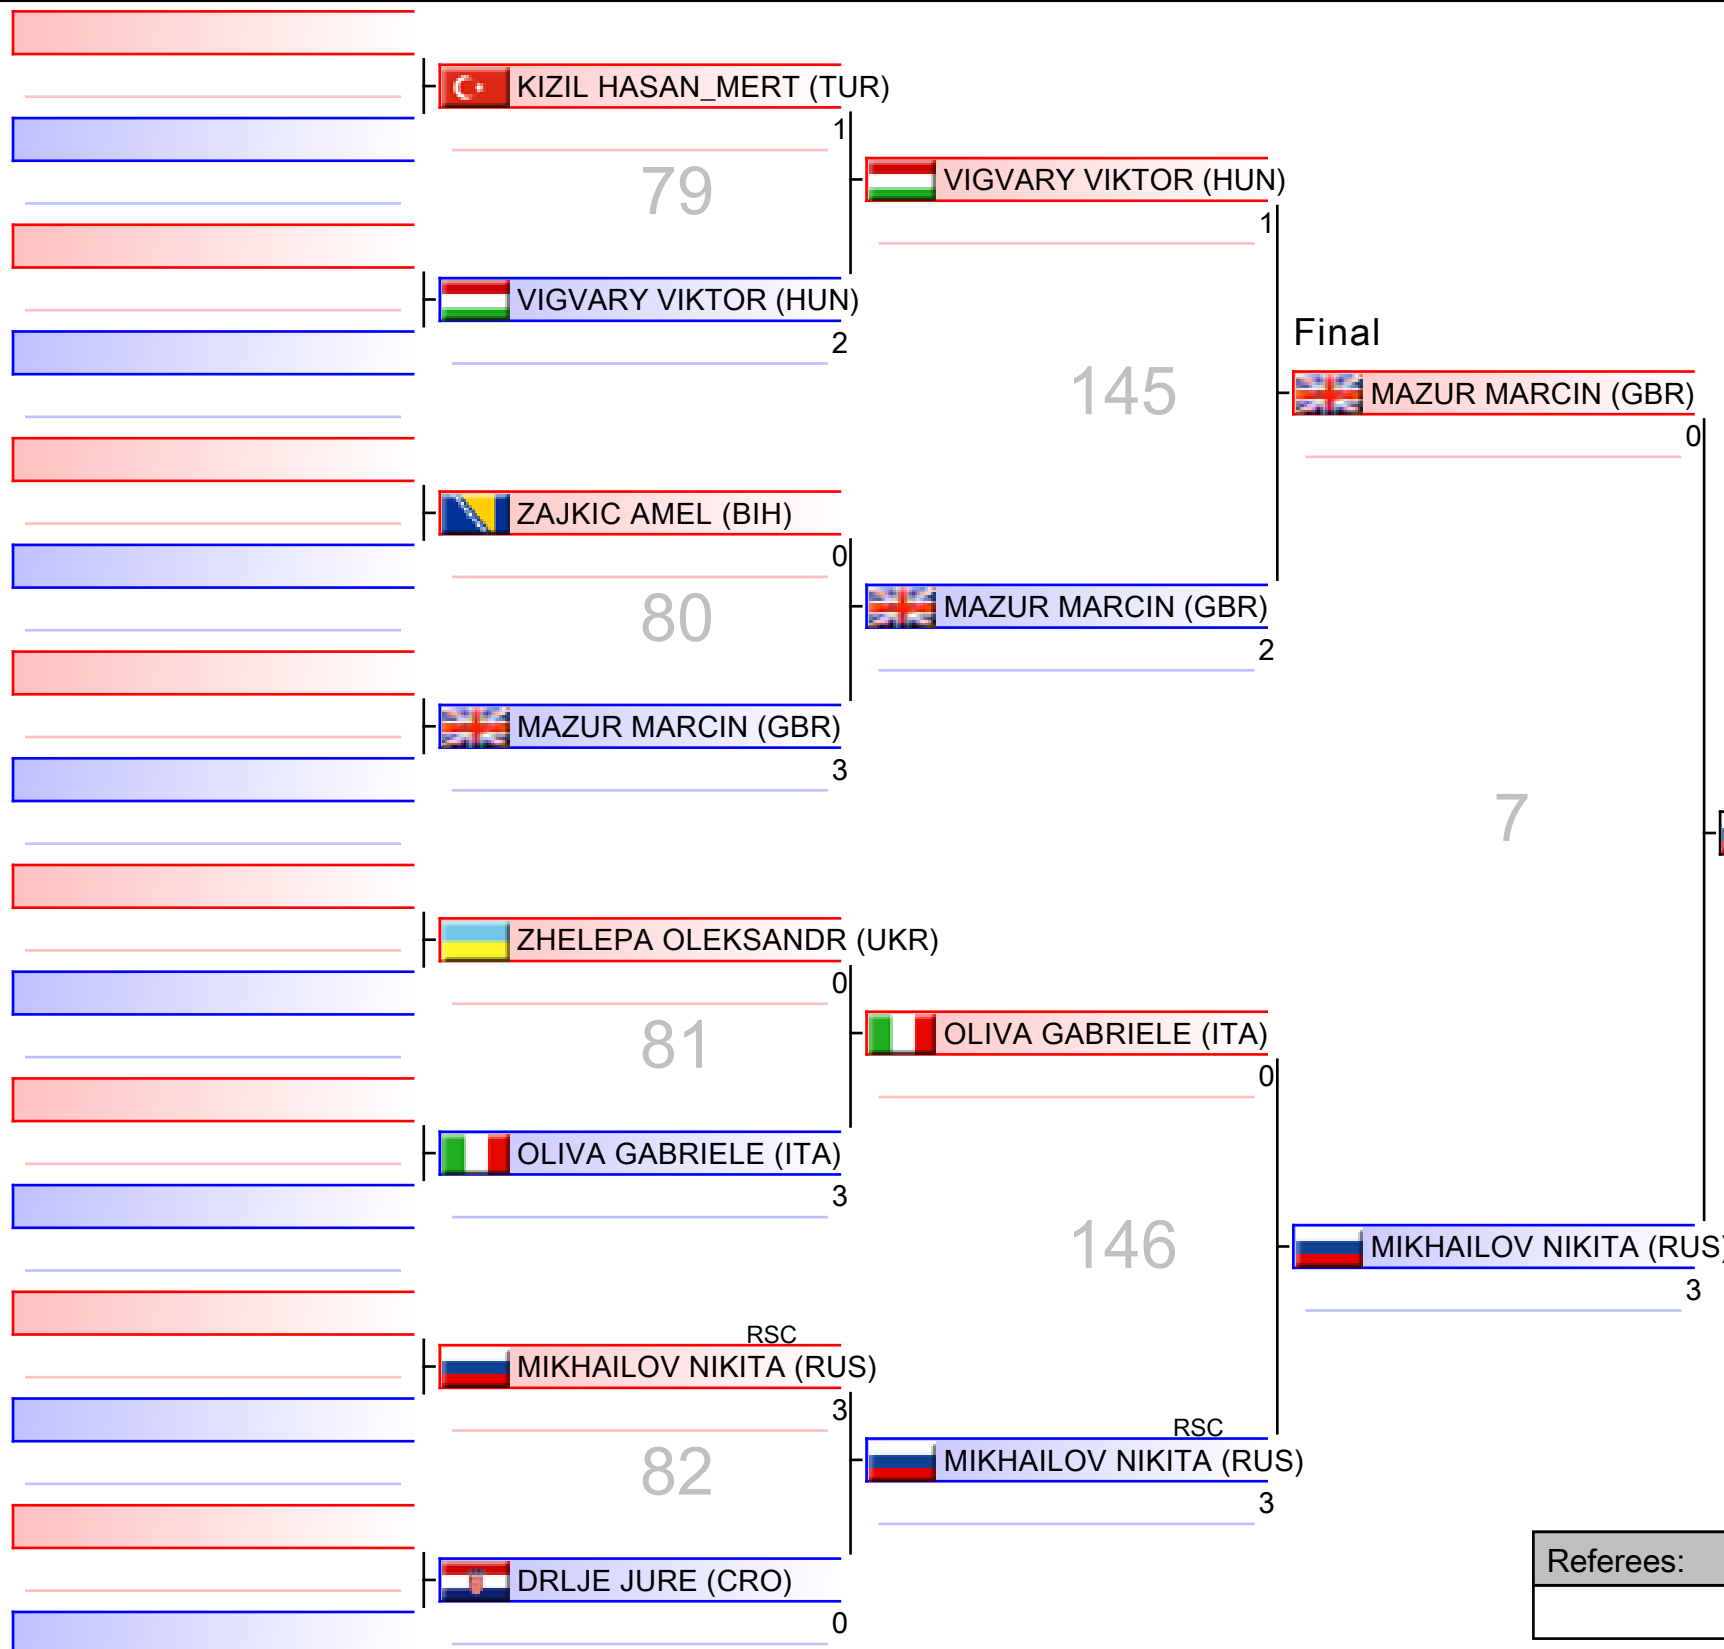 KIZIL HASAN_MERT (TUR)
1
79
VIGVARY VIKTOR (HUN)
2
VIGVARY VIKTOR (HUN)
1
145
Final
MAZUR MARCIN (GBR)
0
ZAJKIC AMEL (BIH)
0
80
MAZUR MARCIN (GBR)
2
MAZUR MARCIN (GBR)
3
7
ZHELEPA OLEKSANDR (UKR)
0
81
OLIVA GABRIELE (ITA)
0
OLIVA GABRIELE (ITA)
3
146
MIKHAILOV NIKITA (RUS)
3
RSC
MIKHAILOV NIKITA (RUS)
3
82
RSC
MIKHAILOV NIKITA (RUS)
3
DRLJE JURE (CRO)
0
Referees: